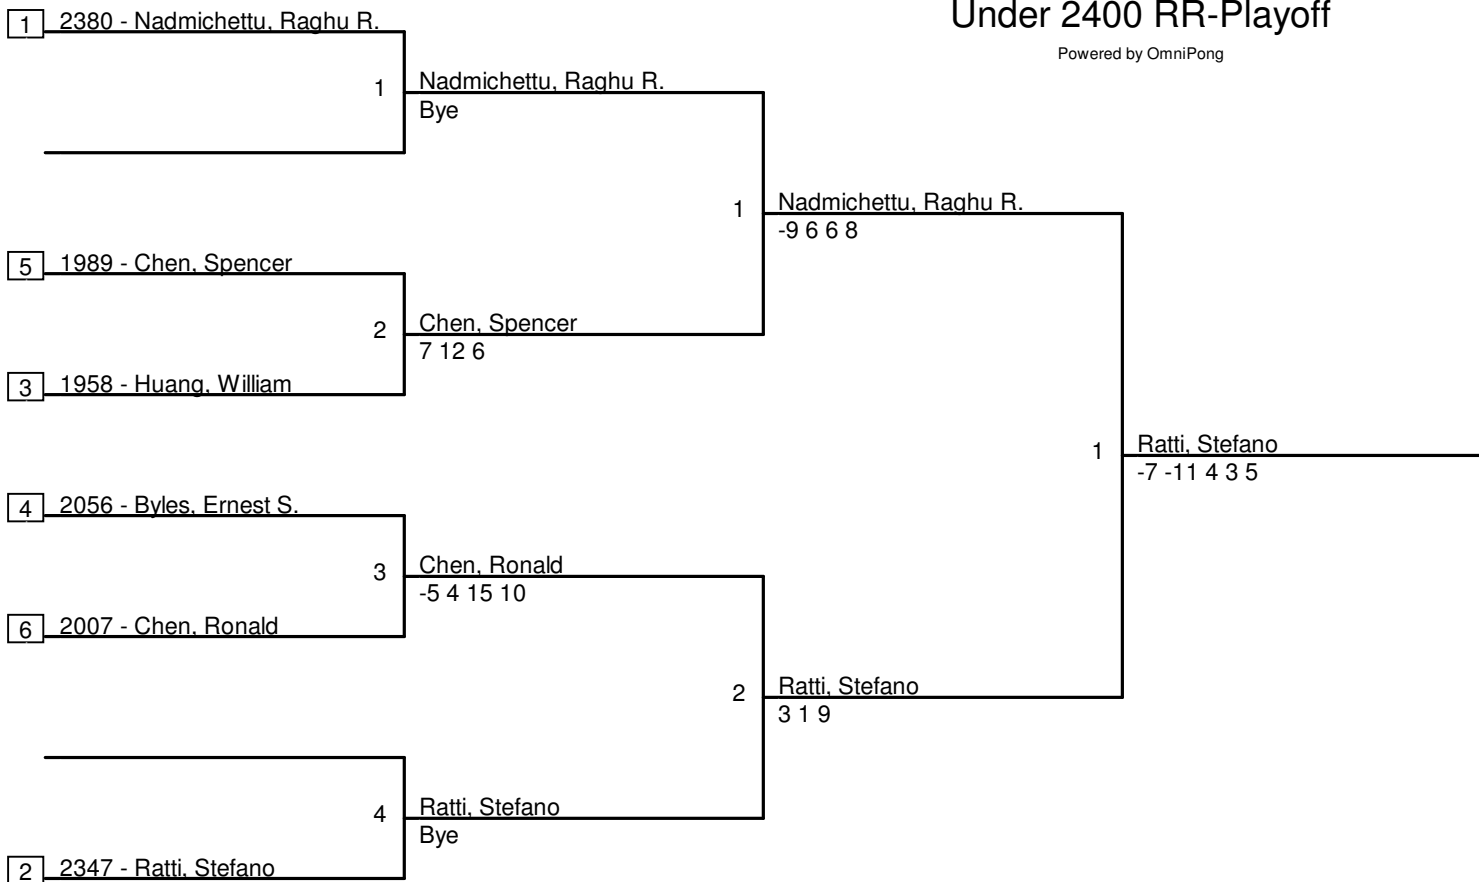 Under 2400 RR-Playoff
Powered by OmniPong
1 2380 - Nadmichettu, Raghu R.
1 Nadmichettu, Raghu R.
Bye
1 Nadmichettu, Raghu R.
-9 6 6 8
5 1989 - Chen, Spencer
2 Chen, Spencer
7 12 6
3 1958 - Huang, William
1 Ratti, Stefano
-7 -11 4 3 5
4 2056 - Byles, Ernest S.
3 Chen, Ronald
-5 4 15 10
6 2007 - Chen, Ronald
2 Ratti, Stefano
3 1 9
4 Ratti, Stefano
Bye
2 2347 - Ratti, Stefano